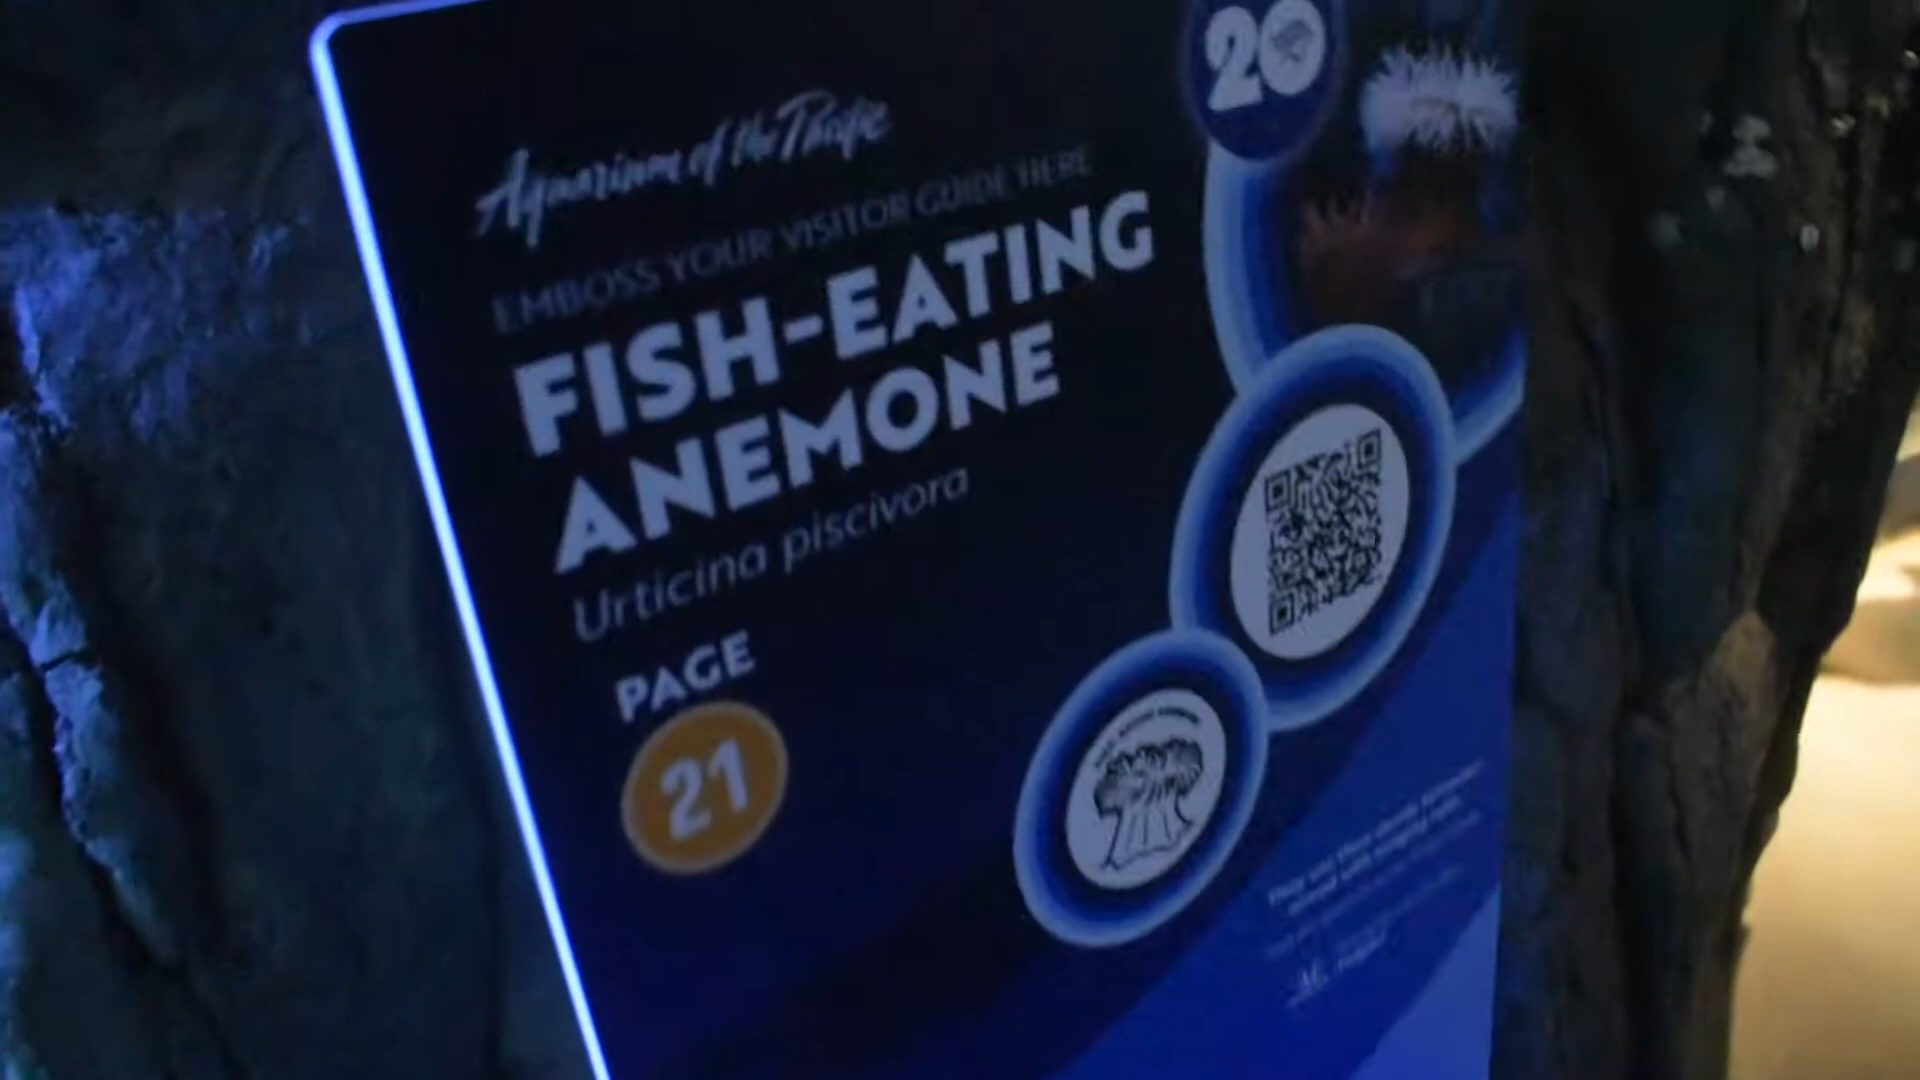 Aquarium of the Pacific
20
EMBOSS YOUR VISITOR GUIDE HERE
FISH-EATING
ANEMONE
Urticina piscivora
PAGE
21